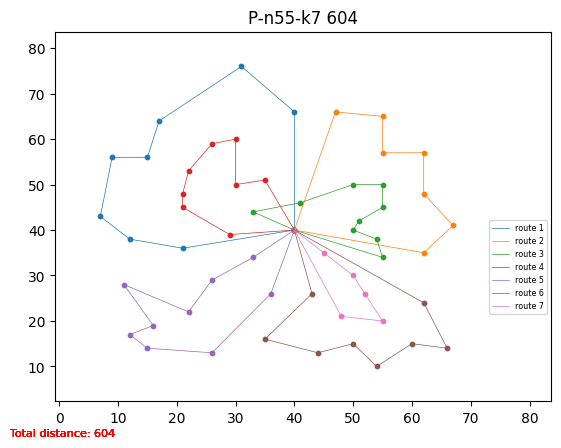 P-n55-k7 604
80
70
60
50
40
30
20
10
0 10 20 30 40 50 60 70 80
route 1
route 2
route 3
route 4
route 5
route 6
route 7
Total distance: 604